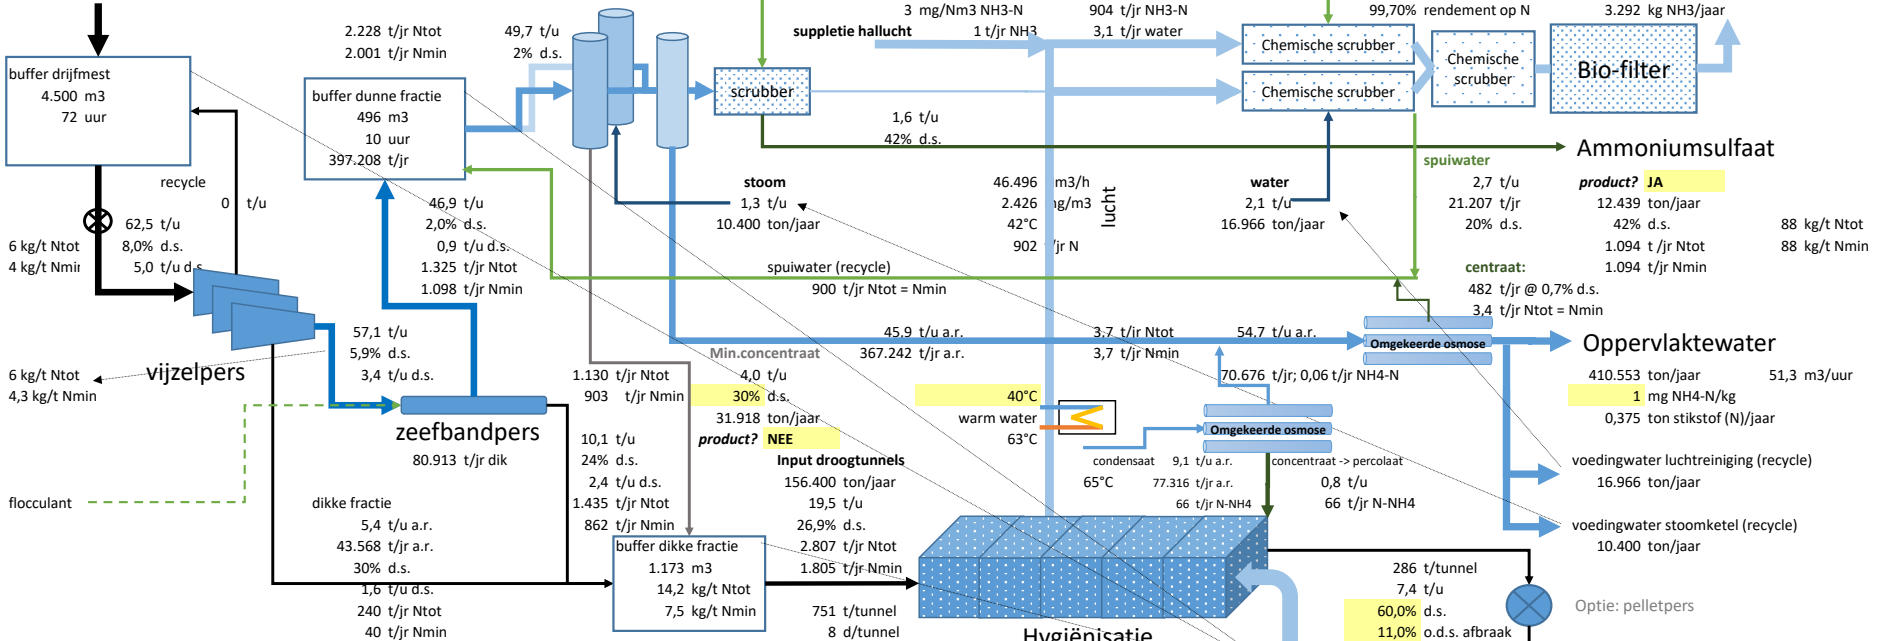 3 mg/Nm3 NH3-N
904 t/jr NH3-N
99,70% rendement op N
3.292 kg NH3/jaar
2.228 t/jr Ntot
49,7 t/u
suppletie hallucht
1 t/jr NH3
3,1 t/jr water
2.001 t/jr Nmin
2% d.s.
Chemische scrubber
Chemische scrubber
Chemische
scrubber
Bio-filter
buffer drijfmest
4.500 m3
72 uur
buffer dunne fractie
496 m3
10 uur
397.208 t/jr
scrubber
1,6 t/u
42% d.s.
Ammoniumsulfaat
spuiwater
recycle
0 t/u
stoom
1,3 t/u
10.400 ton/jaar
46.496 m3/h
2.426 mg/m3
42°C
902 t/jr N
lucht
water
2,1 t/u
16.966 ton/jaar
2,7 t/u
21.207 t/jr
20% d.s.
product? JA
12.439 ton/jaar
42% d.s.
1.094 t /jr Ntot
1.094 t/jr Nmin
88 kg/t Ntot
88 kg/t Nmin
62,5 t/u
8,0% d.s.
5,0 t/u d.s.
6 kg/t Ntot
4 kg/t Nmin
46,9 t/u
2,0% d.s.
0,9 t/u d.s.
1.325 t/jr Ntot
1.098 t/jr Nmin
spuiwater (recycle)
900 t/jr Ntot = Nmin
centraat:
482 t/jr @ 0,7% d.s.
3,4 t/jr Ntot = Nmin
57,1 t/u
5,9% d.s.
3,4 t/u d.s.
45,9 t/u a.r.
367.242 t/jr a.r.
3,7 t/jr Ntot
3,7 t/jr Nmin
54,7 t/u a.r.
Omgekeerde osmose
Oppervlaktewater
410.553 ton/jaar
51,3 m3/uur
1 mg NH4-N/kg
0,375 ton stikstof (N)/jaar
vijzelpers
6 kg/t Ntot
4,3 kg/t Nmin
Min.concentraat
1.130 t/jr Ntot
903 t/jr Nmin
4,0 t/u
30% d.s.
31.918 ton/jaar
product? NEE
40°C
warm water
63°C
70.676 t/jr; 0,06 t/jr NH4-N
Omgekeerde osmose
zeefbandpers
80.913 t/jr dik
10,1 t/u
24% d.s.
2,4 t/u d.s.
1.435 t/jr Ntot
862 t/jr Nmin
Input droogtunnels
156.400 ton/jaar
19,5 t/u
26,9% d.s.
2.807 t/jr Ntot
1.805 t/jr Nmin
condensaat
65°C
9,1 t/u a.r.
77.316 t/jr a.r.
66 t/jr N-NH4
concentraat -> percolaat
0,8 t/u
66 t/jr N-NH4
voedingwater luchtreiniging (recycle)
16.966 ton/jaar
voedingwater stoomketel (recycle)
10.400 ton/jaar
flocculant
dikke fractie
5,4 t/u a.r.
43.568 t/jr a.r.
30% d.s.
1,6 t/u d.s.
240 t/jr Ntot
40 t/jr Nmin
buffer dikke fractie
1.173 m3
14,2 kg/t Ntot
7,5 kg/t Nmin
751 t/tunnel
8 d/tunnel
286 t/tunnel
7,4 t/u
60,0% d.s.
11,0% o.d.s. afbraak
Optie: pelletpers
Hygiënisatie